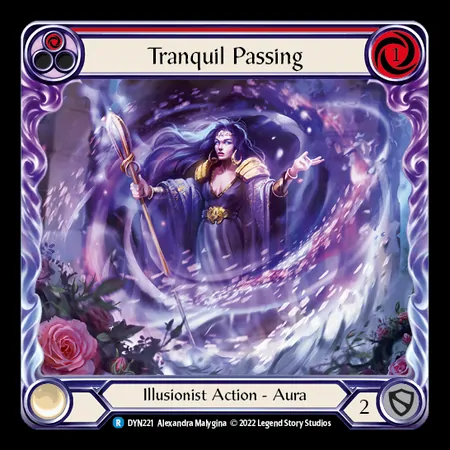 Tranquil Passing
1
Illusionist Action - Aura
2
R DYN221 Alexandra Malygina © 2022 Legend Story Studios